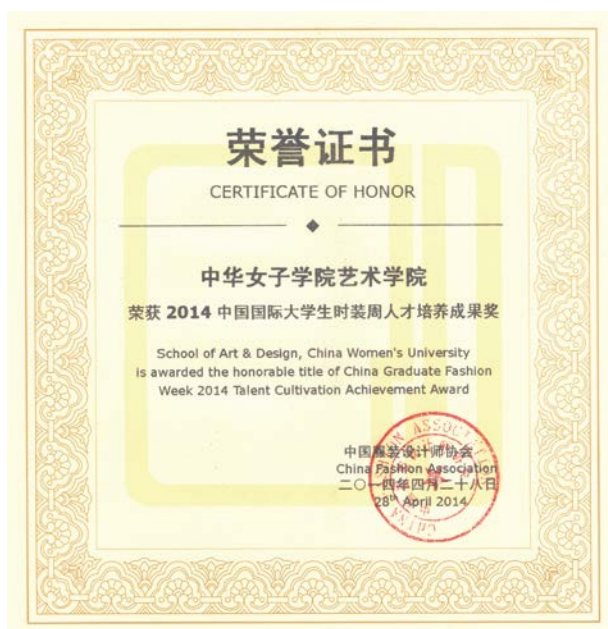 荣誉证书
CERTIFICATE OF HONOR
中华女子学院艺术学院
荣获 2014 中国国际大学生时装周人才培养成果奖
School of Art & Design, China Women's University
is awarded the honorable title of China Graduate Fashion
Week 2014 Talent Cultivation Achievement Award
中国服装设计师协会
China Fashion Association
二〇一四年四月二十八日
28th April 2014